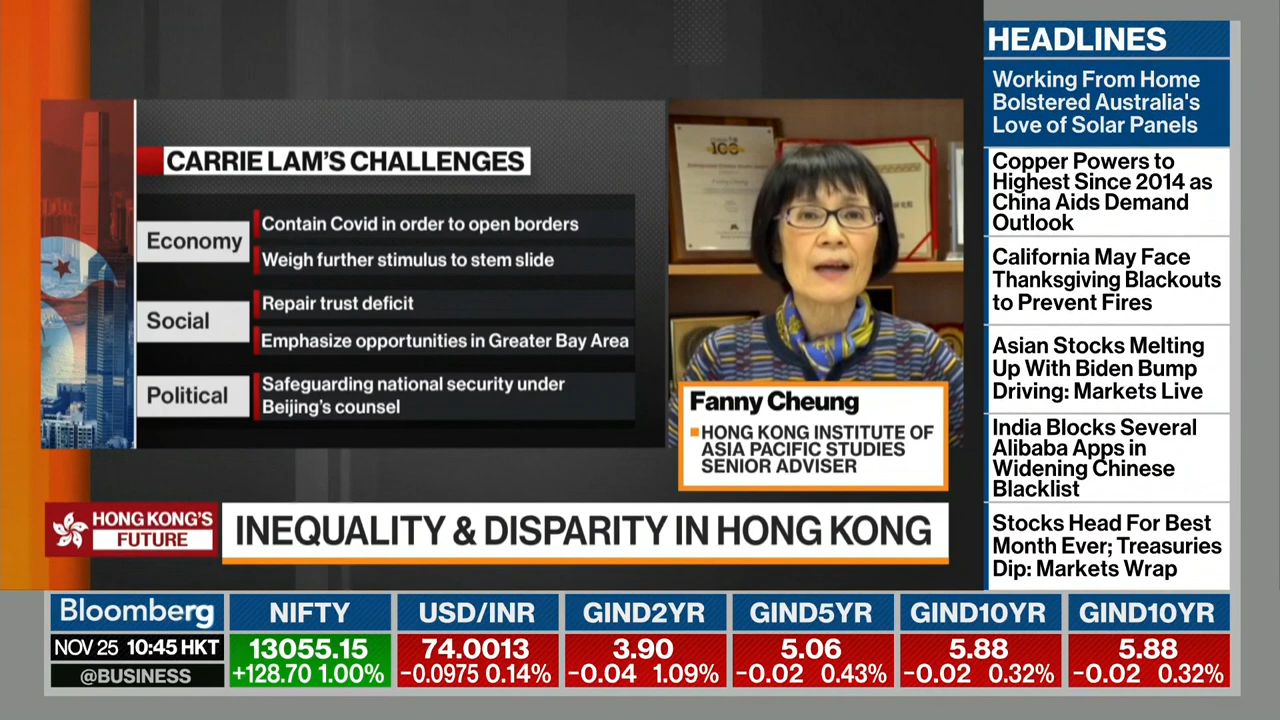 CARRIE LAM'S CHALLENGES
Economy
Contain Covid in order to open borders
Weigh further stimulus to stem slide
Social
Repair trust deficit
Emphasize opportunities in Greater Bay Area
Political
Safeguarding national security under
Beijing's counsel
100
Fanny Cheung
HONG KONG INSTITUTE OF
ASIA PACIFIC STUDIES
SENIOR ADVISER
HONG KONG'S
FUTURE
INEQUALITY & DISPARITY IN HONG KONG
HEADLINES
Working From Home
Bolstered Australia's
Love of Solar Panels
Copper Powers to
Highest Since 2014 as
China Aids Demand
Outlook
California May Face
Thanksgiving Blackouts
to Prevent Fires
Asian Stocks Melting
Up With Biden Bump
Driving: Markets Live
India Blocks Several
Alibaba Apps in
Widening Chinese
Blacklist
Stocks Head For Best
Month Ever; Treasuries
Dip: Markets Wrap
Bloomberg
NOV 25 10:45 HKT
@BUSINESS
NIFTY
13055.15
+128.70 1.00%
USD/INR
74.0013
-0.0975 0.14%
GIND2YR
3.90
-0.04 1.09%
GIND5YR
5.06
-0.02 0.43%
GIND10YR
5.88
-0.02 0.32%
GIND10YR
5.88
-0.02 0.32%